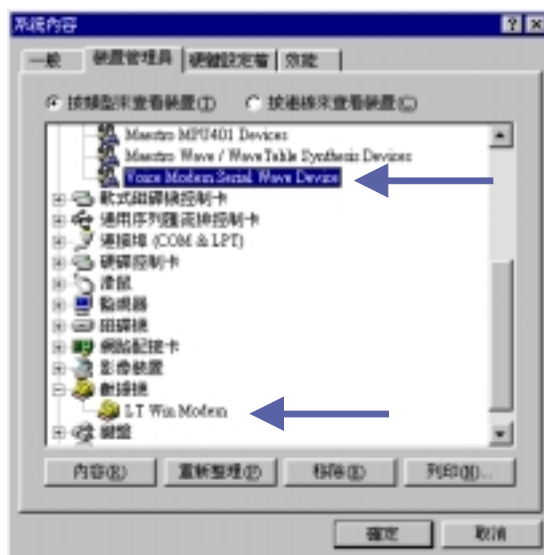 系統內容
一般 裝置管理員 硬體設定檔 效能
按類型來查看裝置(T) 按連線來查看裝置(C)
Maestro MPU401 Devices
Maestro Wave / WaveTable Synthesis Devices
Voice Modem Serial Wave Device
軟式磁碟機控制卡
通用序列匯流排控制卡
連接埠 (COM & LPT)
硬碟控制卡
滑鼠
監視器
磁碟機
網路配接卡
影像裝置
數據機
LT Win Modem
鍵盤
內容(R) 重新整理(F) 移除(E) 列印(N)...
確定 取消